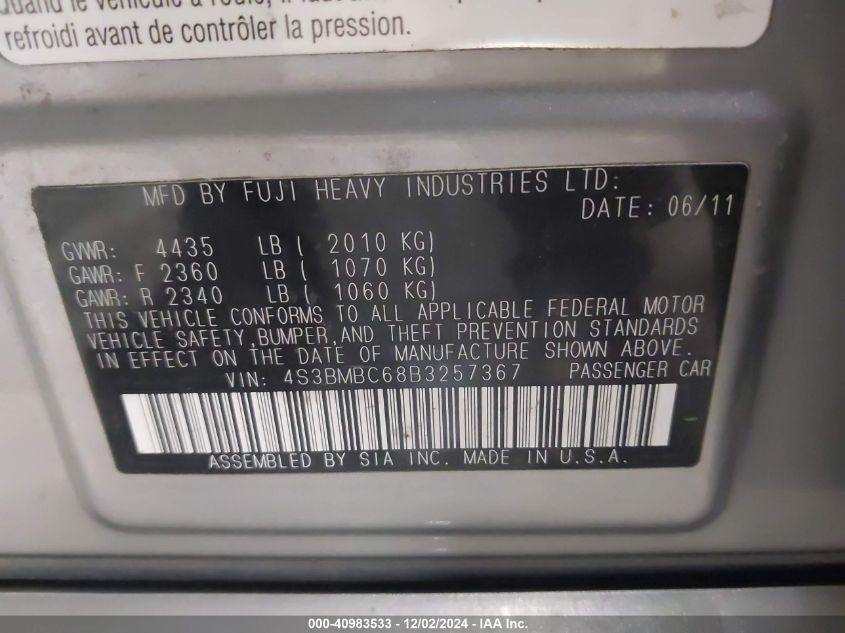 refroidi avant de contrôler la pression.
MFD BY FUJI HEAVY INDUSTRIES LTD:
DATE: 06/11
GVWR: 4435 LB ( 2010 KG)
GAWR: F 2360 LB ( 1070 KG)
GAWR: R 2340 LB ( 1060 KG)
THIS VEHICLE CONFORMS TO ALL APPLICABLE FEDERAL MOTOR
VEHICLE SAFETY,BUMPER,AND THEFT PREVENTION STANDARDS
IN EFFECT ON THE DATE OF MANUFACTURE SHOWN ABOVE.
VIN: 4S3BMBC68B3257367 PASSENGER CAR
ASSEMBLED BY SIA INC. MADE IN U.S.A.
000-40983533 - 12/02/2024 - IAA Inc.